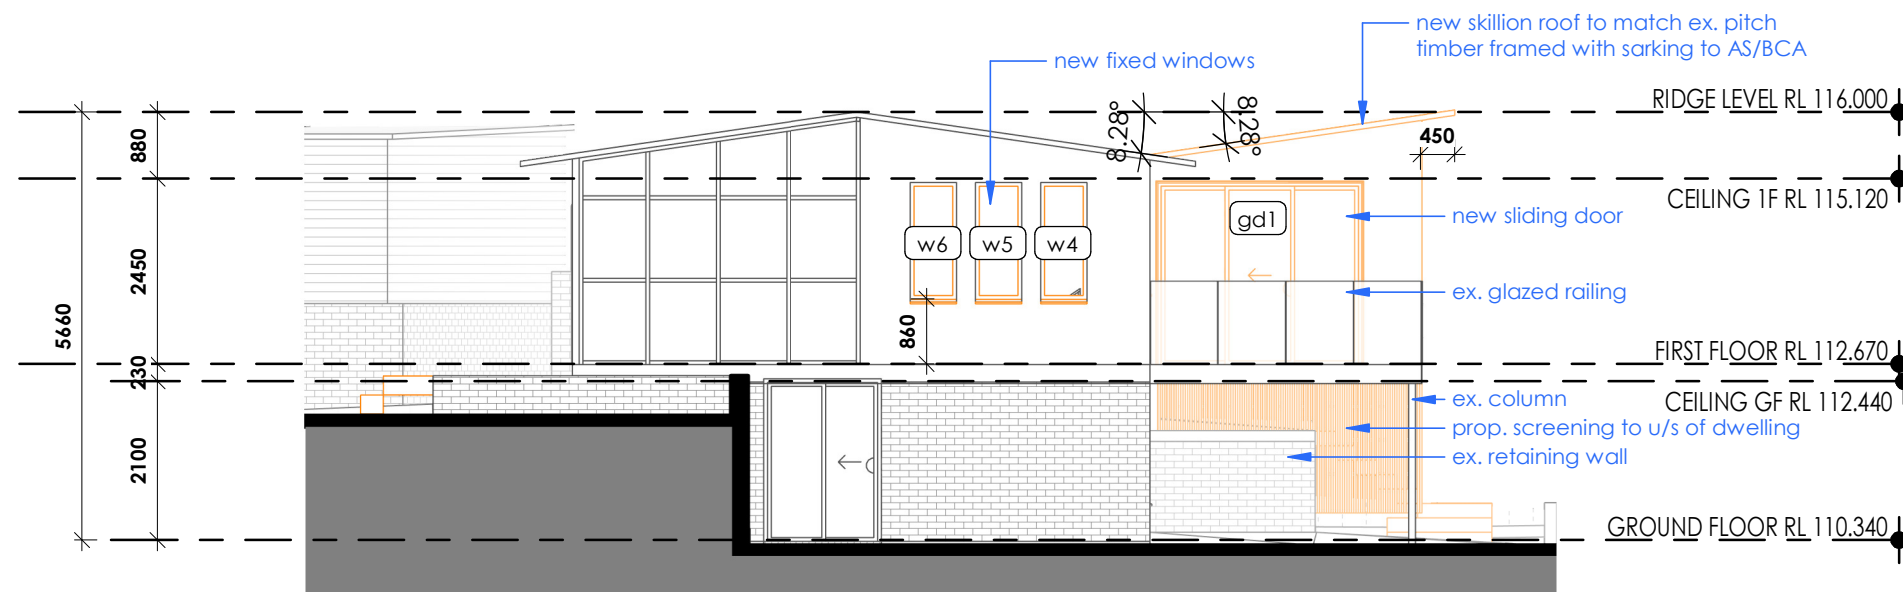 new skillion roof to match ex. pitch
timber framed with sarking to AS/BCA
new fixed windows
RIDGE LEVEL RL 116.000
8.28°
8.28°
450
880
CEILING 1F RL 115.120
new sliding door
gd1
w6
w5
w4
2450
ex. glazed railing
5660
860
FIRST FLOOR RL 112.670
230
CEILING GF RL 112.440
ex. column
prop. screening to u/s of dwelling
ex. retaining wall
2100
GROUND FLOOR RL 110.340